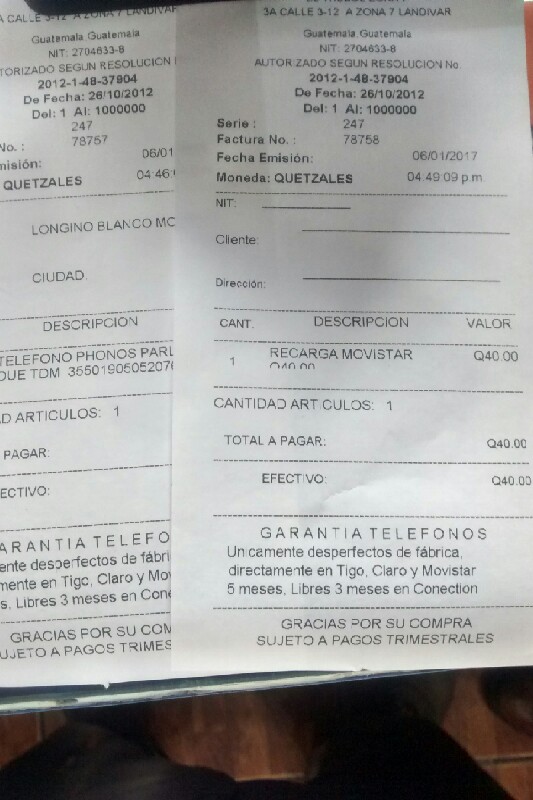 A CALLE 3-12 A ZONA 7 LANDIVAR
Guatemala Guatemala
NIT: 2704633-8
TORIZADO SEGUN RESOLUCION
2012-1-48-37904
De Fecha: 26/10/2012
Del: 1 Al: 1000000
247
No. : 78757
misión: 06/01
QUETZALES 04:46:
LONGINO BLANCO MO
CIUDAD.
DESCRIPCION
TELEFONO PHONOS PARL
QUE TDM 35501905052076
D ARTICULOS: 1
PAGAR:
ECTIVO:
ARANTIA TELEFO
ente desperfectos de fábri
mente en Tigo, Claro y Mov
s, Libres 3 meses en Cone
GRACIAS POR SU COM
UJETO A PAGOS TRIMES
3A CALLE 3-12 A ZONA 7 LANDIVAR
Guatemala Guatemala
NIT: 2704633-8
AUTORIZADO SEGUN RESOLUCION No.
2012-1-48-37904
De Fecha: 26/10/2012
Del: 1 Al: 1000000
Serie : 247
Factura No. : 78758
Fecha Emisión: 06/01/2017
Moneda: QUETZALES 04:49:09 p.m.
NIT:
Cliente:
Dirección:
CANT. DESCRIPCION VALOR
1 RECARGA MOVISTAR Q40.00
Q40.00
CANTIDAD ARTICULOS: 1
TOTAL A PAGAR: Q40.00
EFECTIVO: Q40.00
GARANTIA TELEFONOS
Un camente desperfectos de fábrica,
directamente en Tigo, Claro y Movistar
5 meses, Libres 3 meses en Conection
GRACIAS POR SU COMPRA
SUJETO A PAGOS TRIMESTRALES